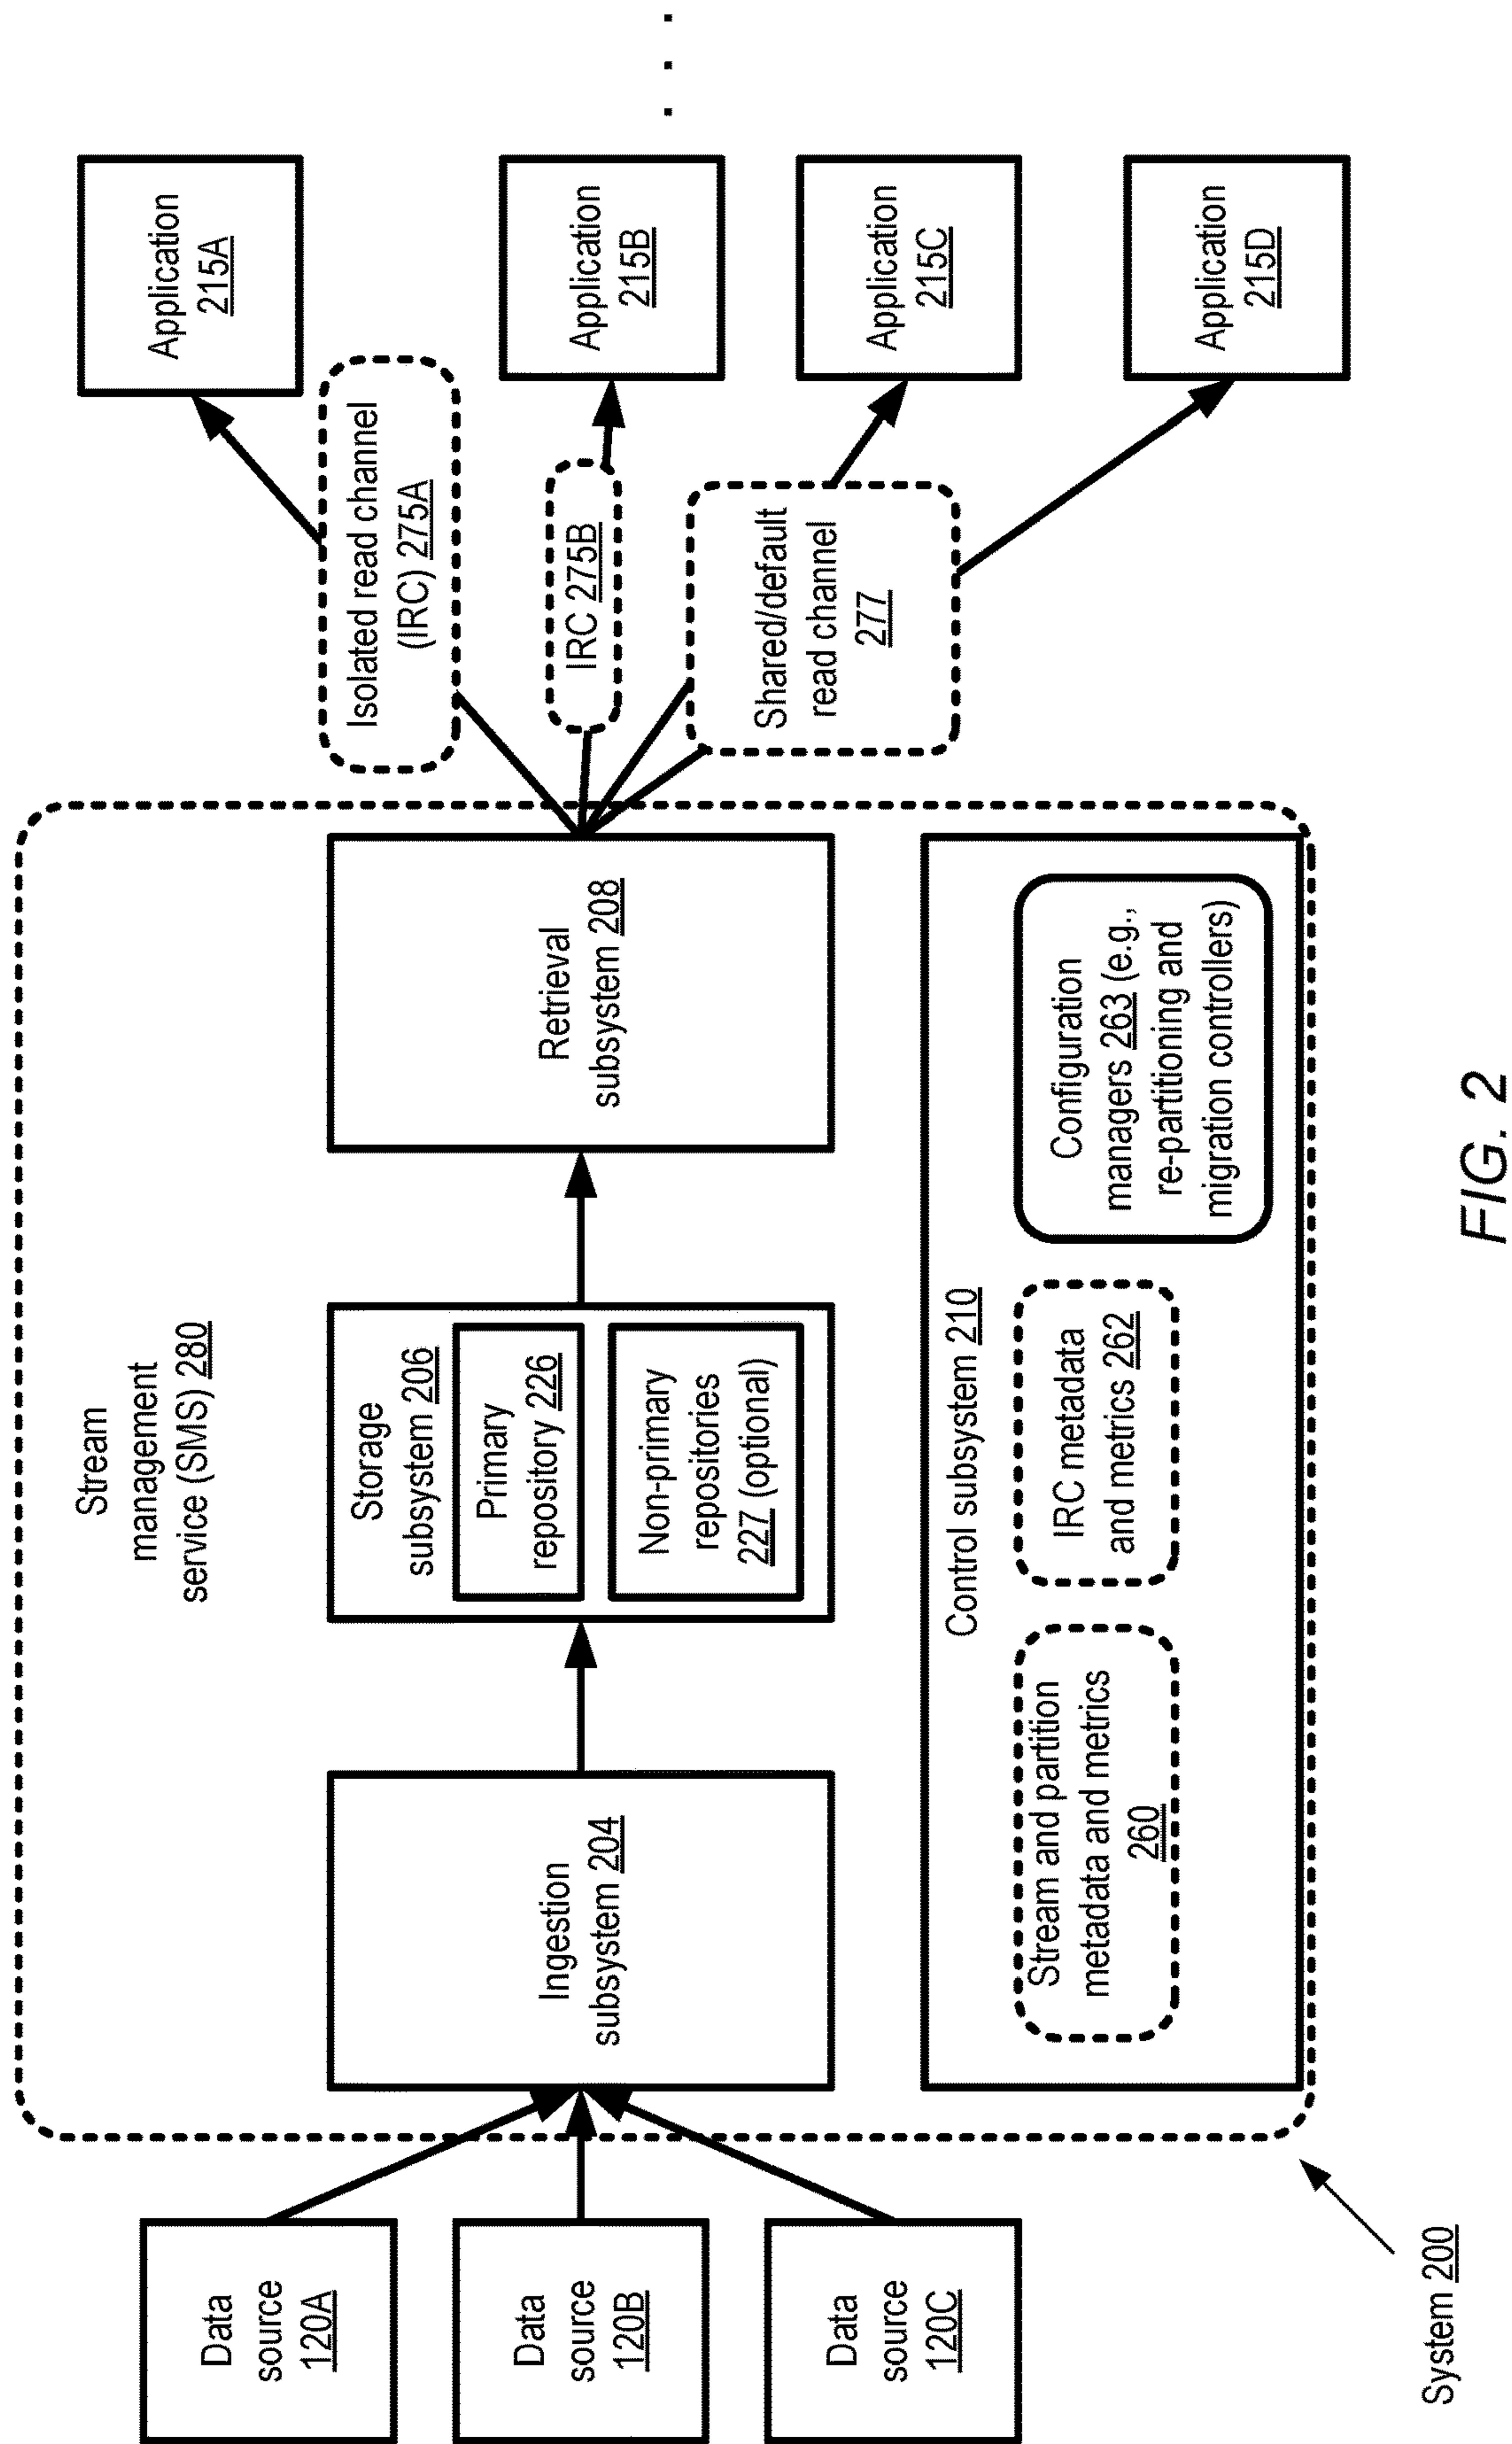 Stream
management
service (SMS) 280
Data
source
120A
Data
source
120B
Data
source
120C
Ingestion
subsystem 204
Storage
subsystem 206
Primary
repository 226
Non-primary
repositories
227 (optional)
Retrieval
subsystem 208
Isolated read channel
(IRC) 275A
IRC 275B
Shared/default
read channel
277
Application
215A
Application
215B
Application
215C
Application
215D
. . .
Control subsystem 210
Stream and partition
metadata and metrics
260
IRC metadata
and metrics 262
Configuration
managers 263 (e.g.,
re-partitioning and
migration controllers)
System 200
FIG. 2